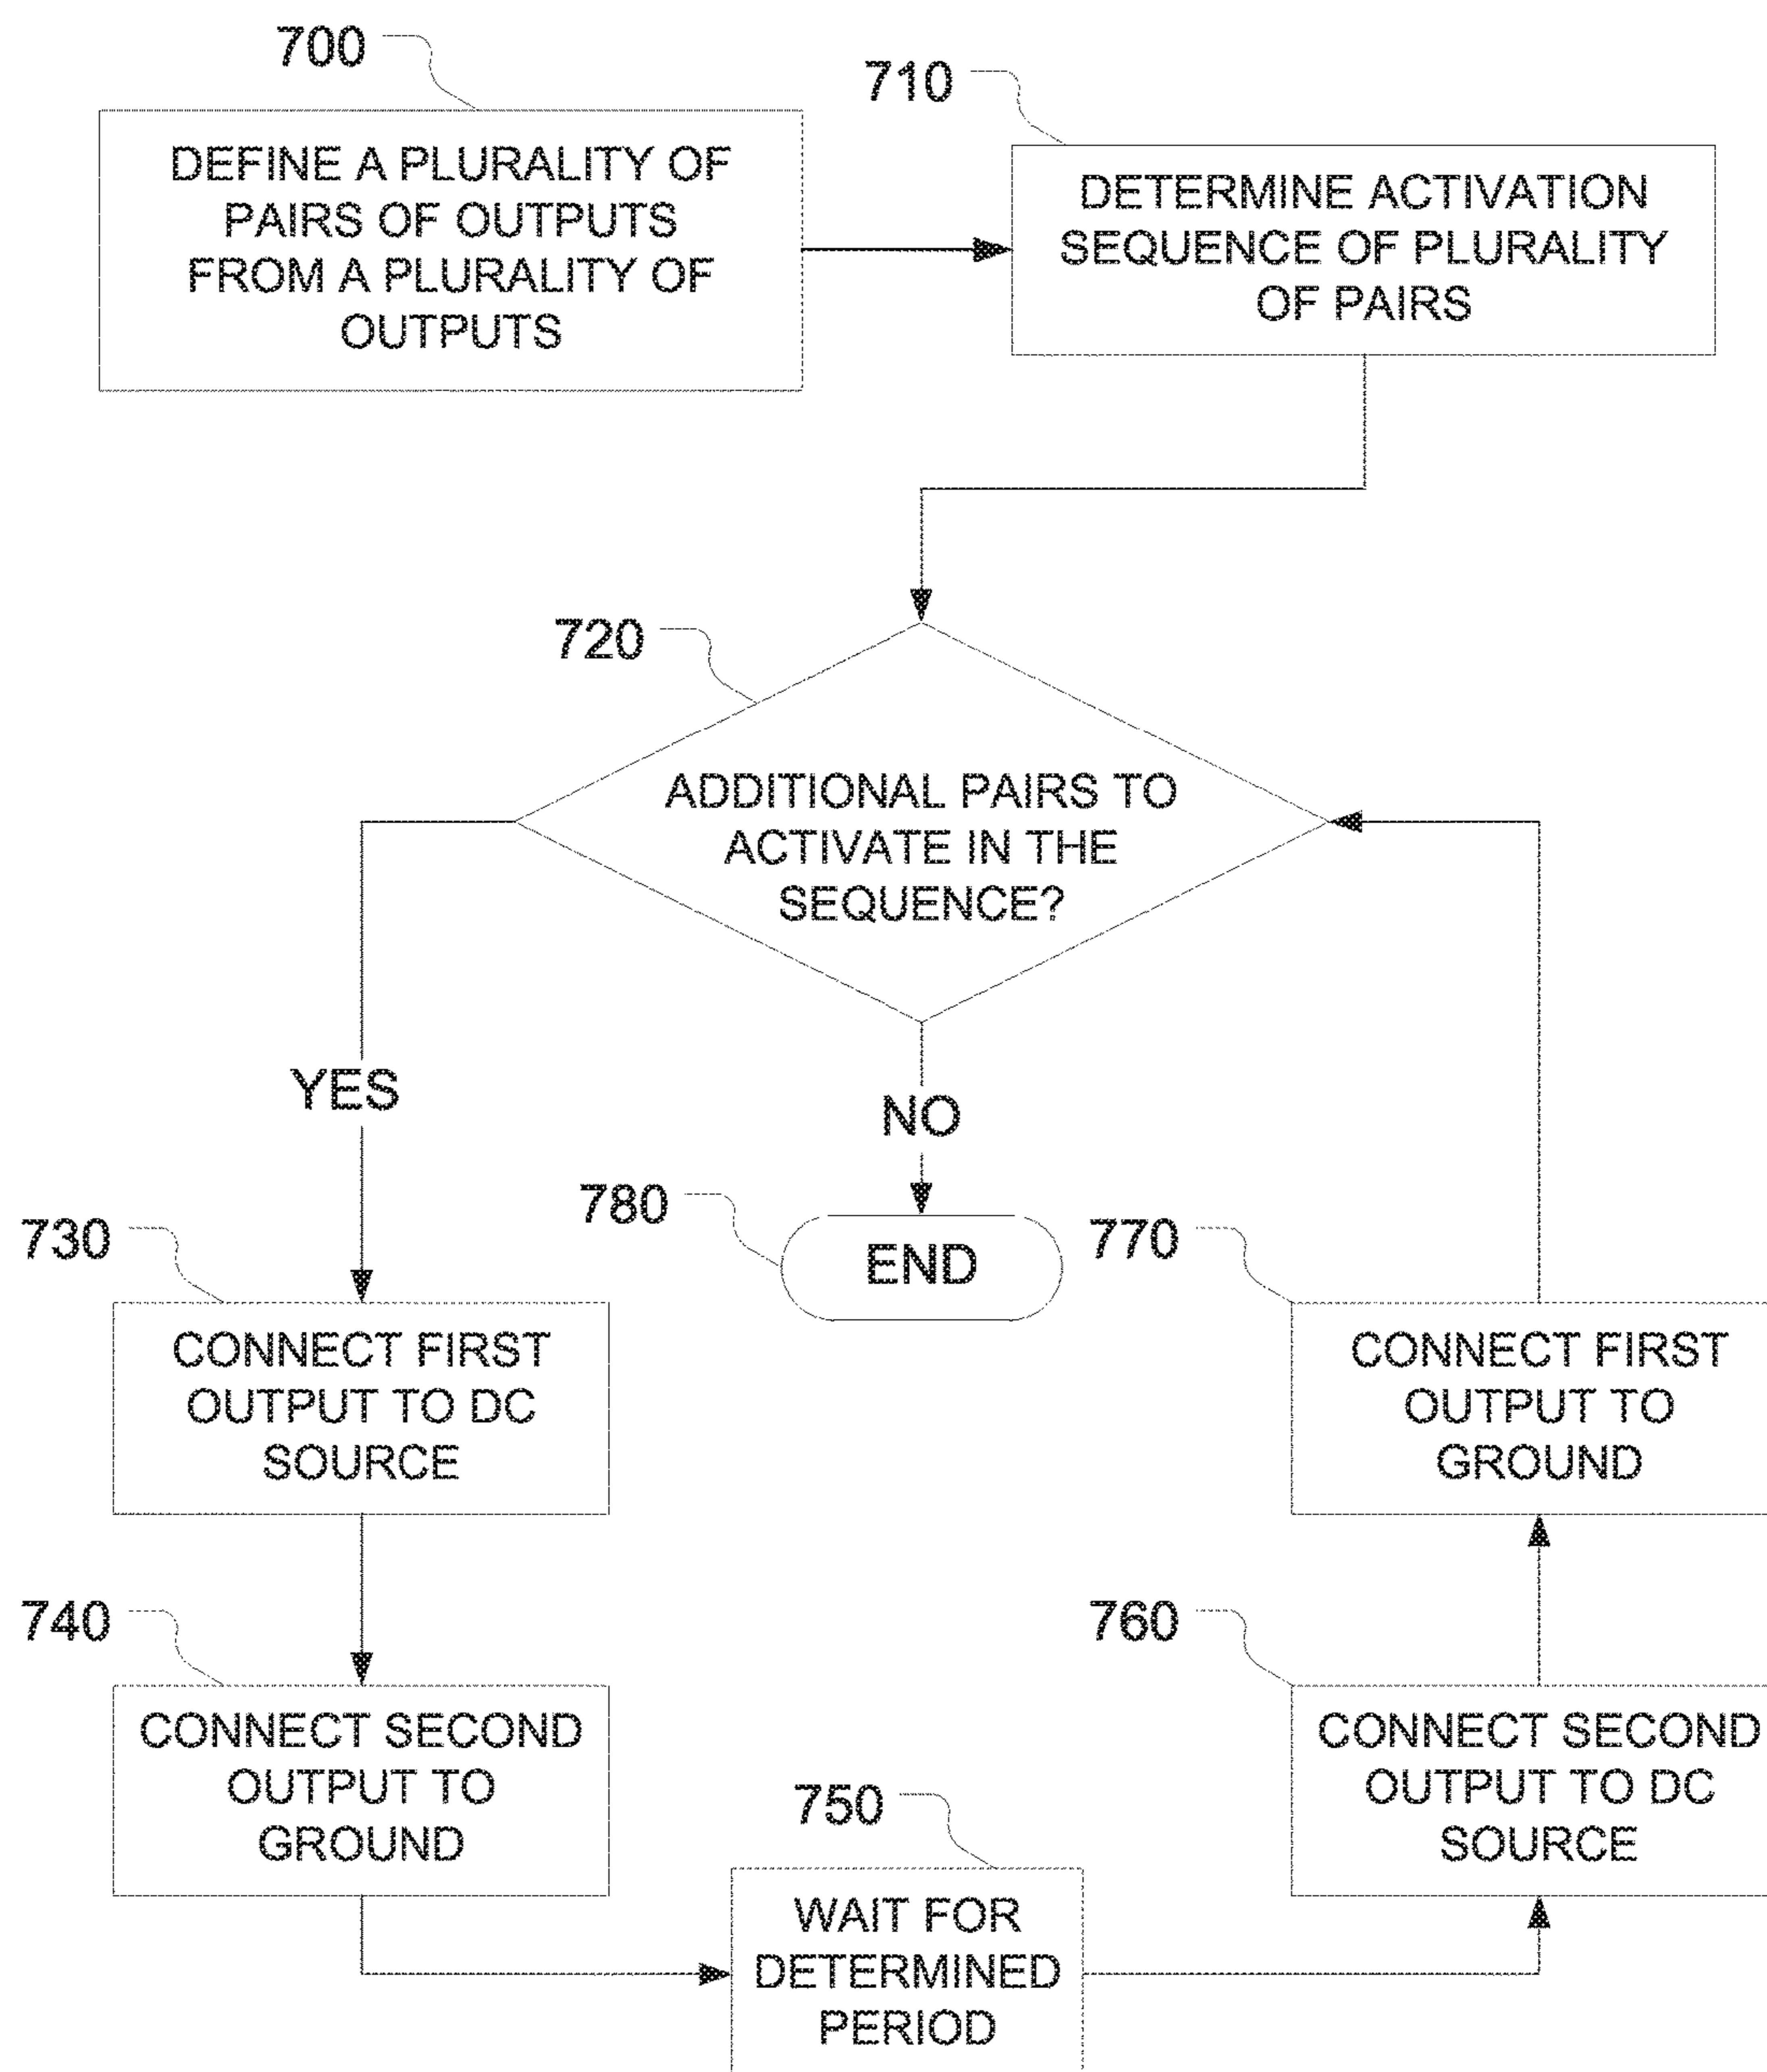 700
DEFINE A PLURALITY OF
PAIRS OF OUTPUTS
FROM A PLURALITY OF
OUTPUTS
710
DETERMINE ACTIVATION
SEQUENCE OF PLURALITY
OF PAIRS
720
ADDITIONAL PAIRS TO
ACTIVATE IN THE
SEQUENCE?
YES
NO
780
END
730
CONNECT FIRST
OUTPUT TO DC
SOURCE
740
CONNECT SECOND
OUTPUT TO
GROUND
750
WAIT FOR
DETERMINED
PERIOD
760
CONNECT SECOND
OUTPUT TO DC
SOURCE
770
CONNECT FIRST
OUTPUT TO
GROUND